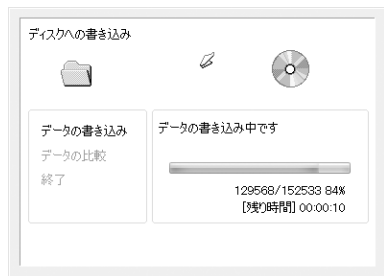 ディスクへの書き込み
データの書き込み
データの比較
終了
データの書き込み中です
129568/152533 84%
[残り時間] 00:00:10